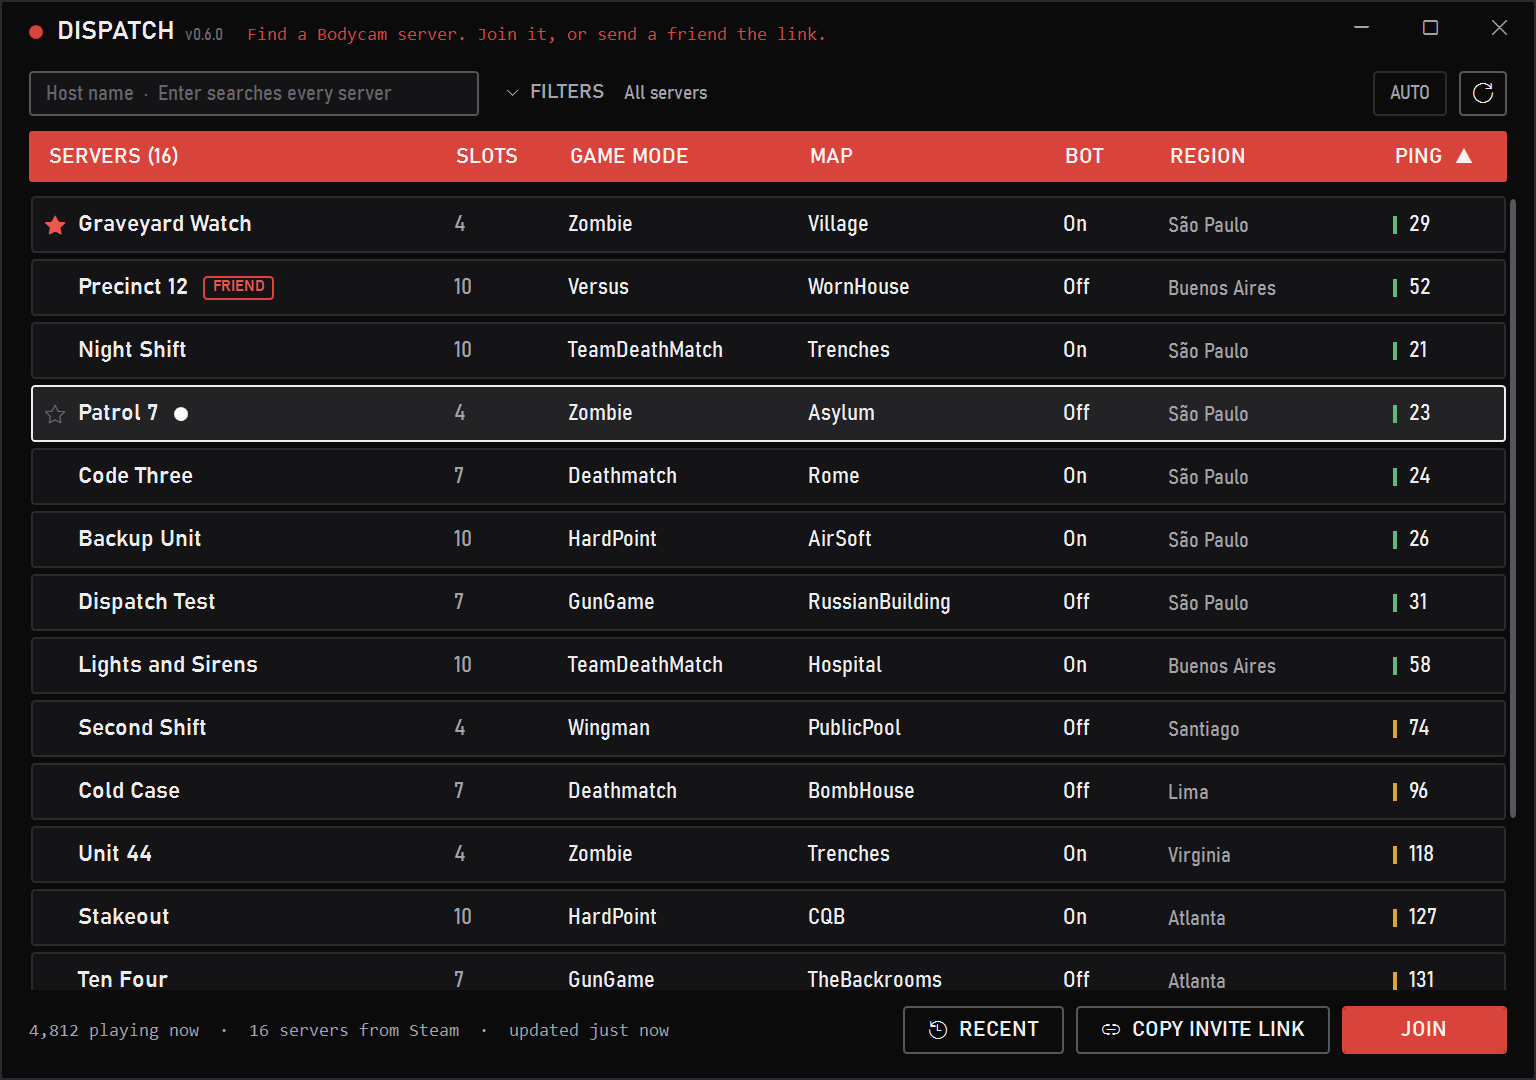 DISPATCH v0.6.0 Find a Bodycam server. Join it, or send a friend the link.
Host name · Enter searches every server FILTERS All servers AUTO
SERVERS (16) SLOTS GAME MODE MAP BOT REGION PING ▲
Graveyard Watch 4 Zombie Village On São Paulo 29
Precinct 12 FRIEND 10 Versus WornHouse Off Buenos Aires 52
Night Shift 10 TeamDeathMatch Trenches On São Paulo 21
Patrol 7 4 Zombie Asylum Off São Paulo 23
Code Three 7 Deathmatch Rome On São Paulo 24
Backup Unit 10 HardPoint AirSoft On São Paulo 26
Dispatch Test 7 GunGame RussianBuilding Off São Paulo 31
Lights and Sirens 10 TeamDeathMatch Hospital On Buenos Aires 58
Second Shift 4 Wingman PublicPool Off Santiago 74
Cold Case 7 Deathmatch BombHouse Off Lima 96
Unit 44 4 Zombie Trenches On Virginia 118
Stakeout 10 HardPoint CQB On Atlanta 127
Ten Four 7 GunGame TheBackrooms Off Atlanta 131
4,812 playing now · 16 servers from Steam · updated just now RECENT COPY INVITE LINK JOIN